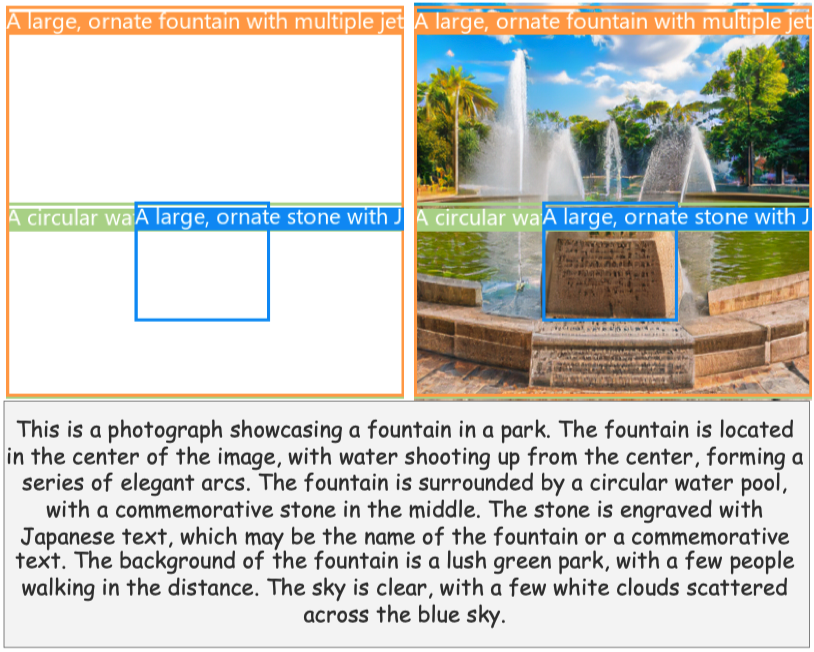 A large, ornate fountain with multiple jet
A large, ornate fountain with multiple jet
A circular wa
A large, ornate stone with J
A circular wa
A large, ornate stone with J
This is a photograph showcasing a fountain in a park. The fountain is located
in the center of the image, with water shooting up from the center, forming a
series of elegant arcs. The fountain is surrounded by a circular water pool,
with a commemorative stone in the middle. The stone is engraved with
Japanese text, which may be the name of the fountain or a commemorative
text. The background of the fountain is a lush green park, with a few people
walking in the distance. The sky is clear, with a few white clouds scattered
across the blue sky.